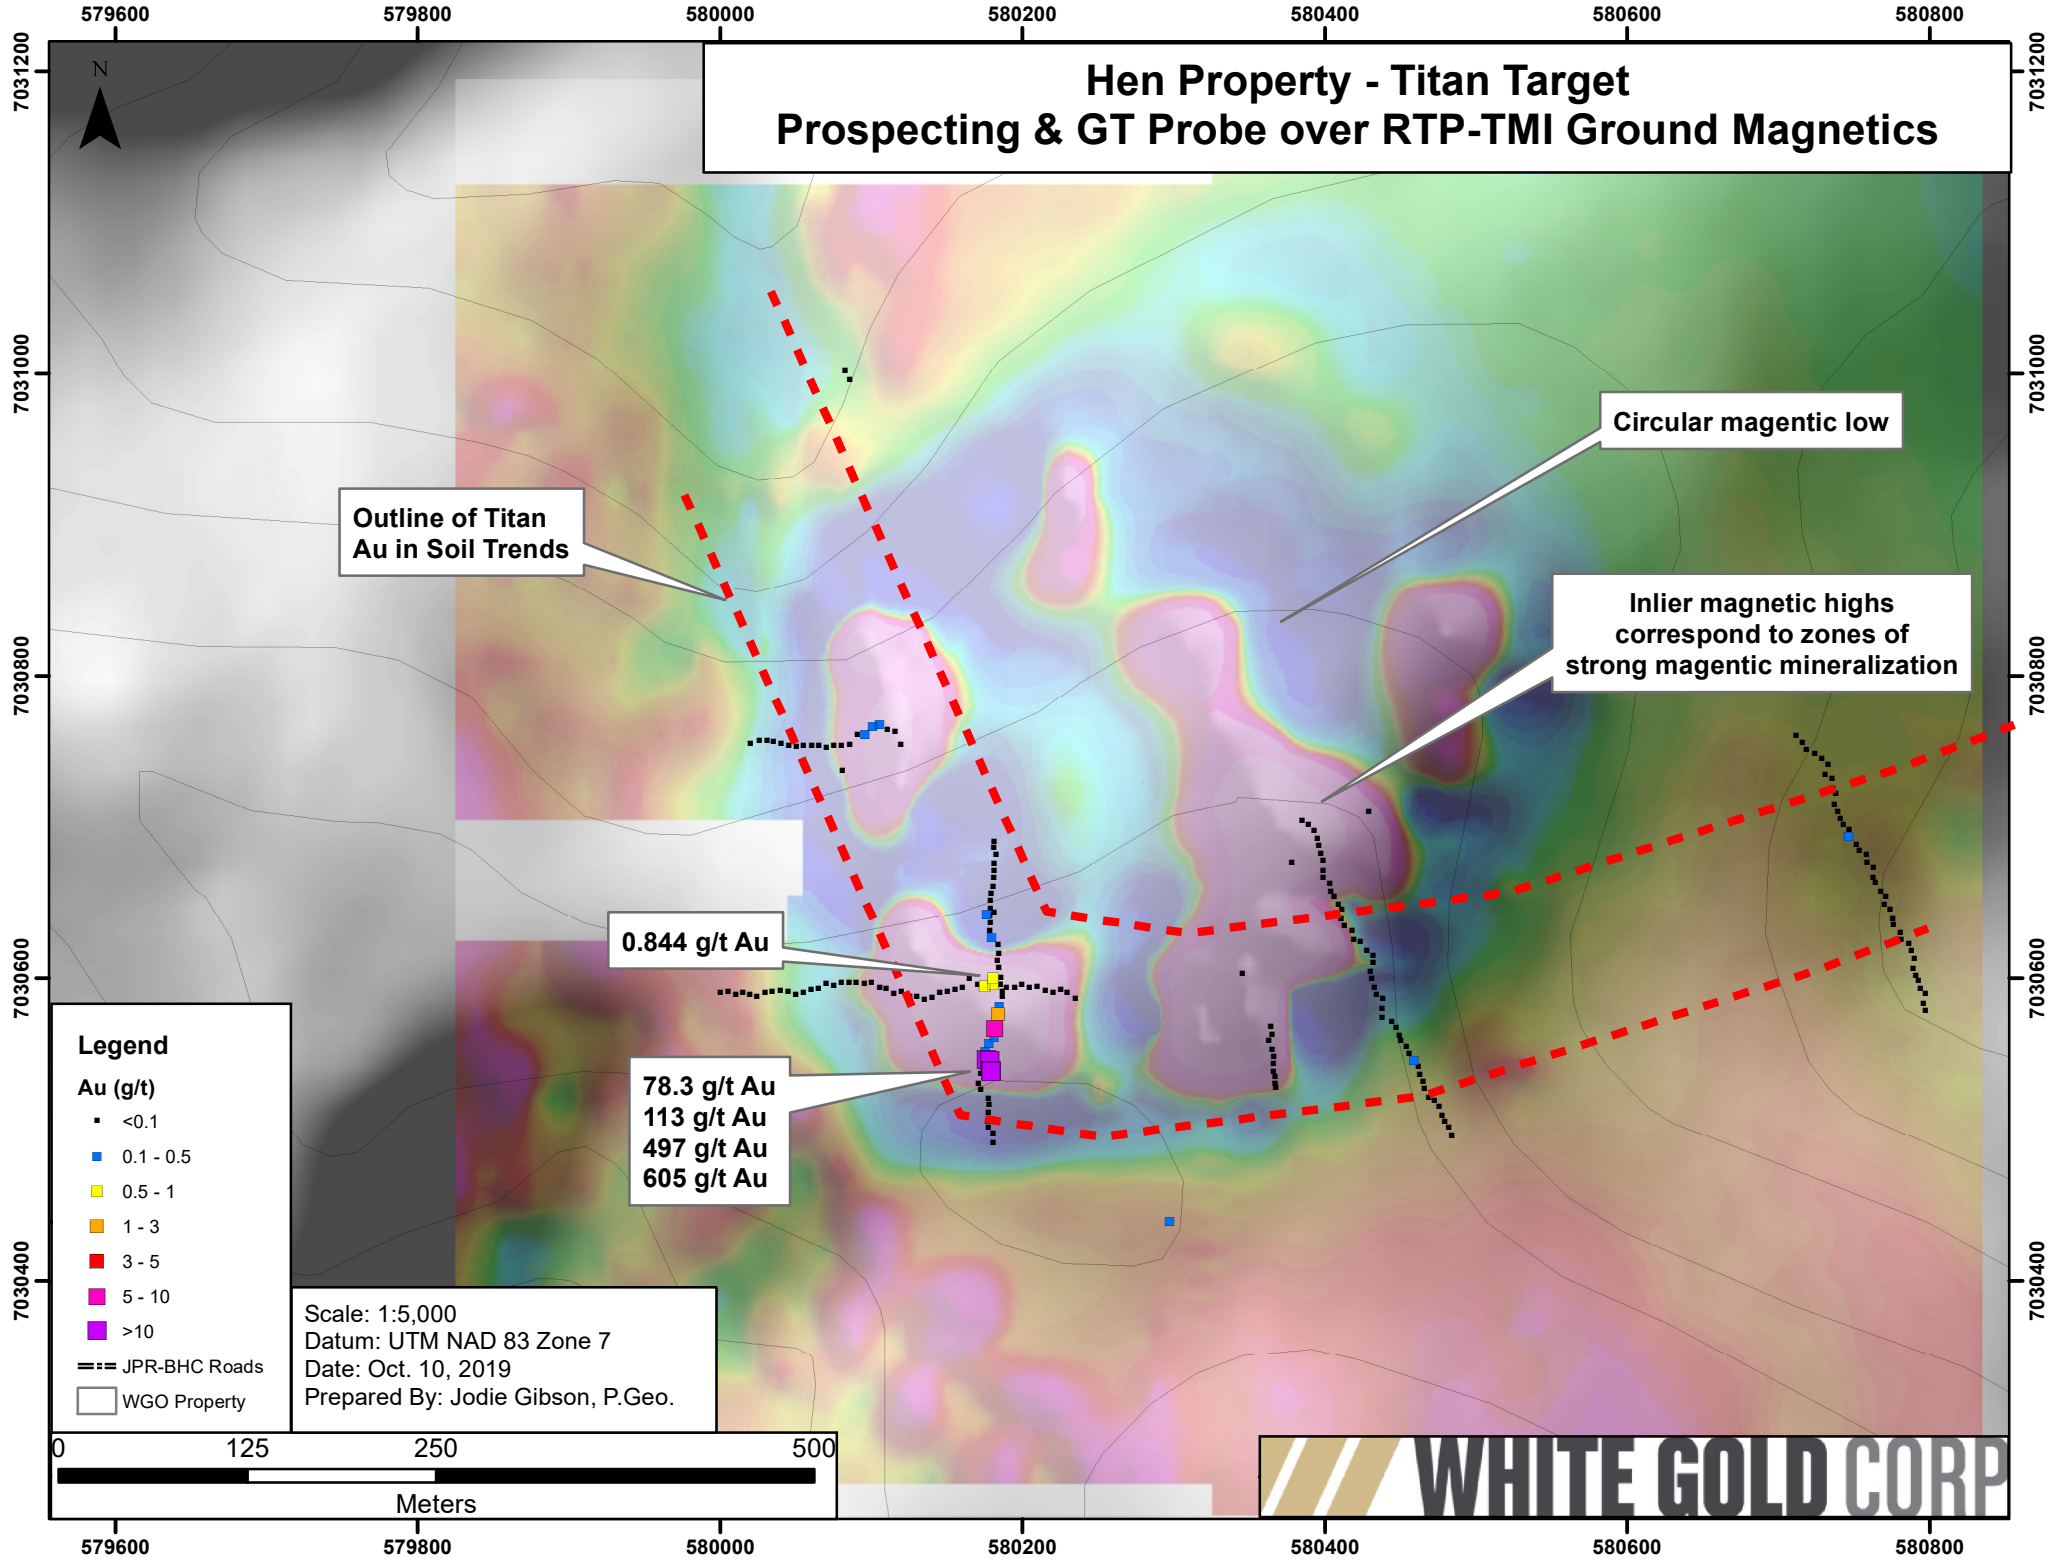 579600
579800
580000
580200
580400
580600
580800
7031200
7031200
N
Hen Property - Titan Target
Prospecting & GT Probe over RTP-TMI Ground Magnetics
7031000
7031000
Circular magentic low
Outline of Titan
Au in Soil Trends
Inlier magnetic highs
correspond to zones of
strong magentic mineralization
7030800
7030800
0.844 g/t Au
7030600
7030600
78.3 g/t Au
113 g/t Au
497 g/t Au
605 g/t Au
Legend
Au (g/t)
<0.1
0.1 - 0.5
0.5 - 1
1 - 3
3 - 5
5 - 10
>10
JPR-BHC Roads
WGO Property
7030400
7030400
Scale: 1:5,000
Datum: UTM NAD 83 Zone 7
Date: Oct. 10, 2019
Prepared By: Jodie Gibson, P.Geo.
0
125
250
500
Meters
WHITE GOLD CORP
579600
579800
580000
580200
580400
580600
580800